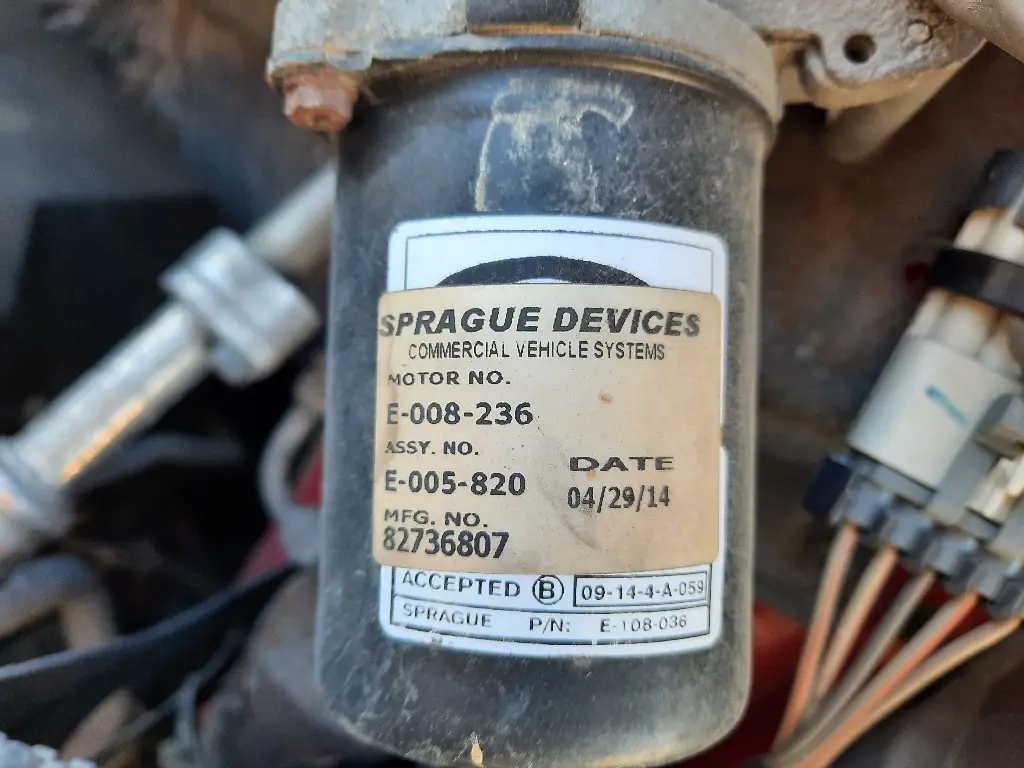 SPRAGUE DEVICES
COMMERCIAL VEHICLE SYSTEMS
MOTOR NO.
E-008-236
ASSY. NO.
E-005-820
DATE
04/29/14
MFG. NO.
82736807
ACCEPTED B 09-14-4-A-059
SPRAGUE P/N: E-108-036